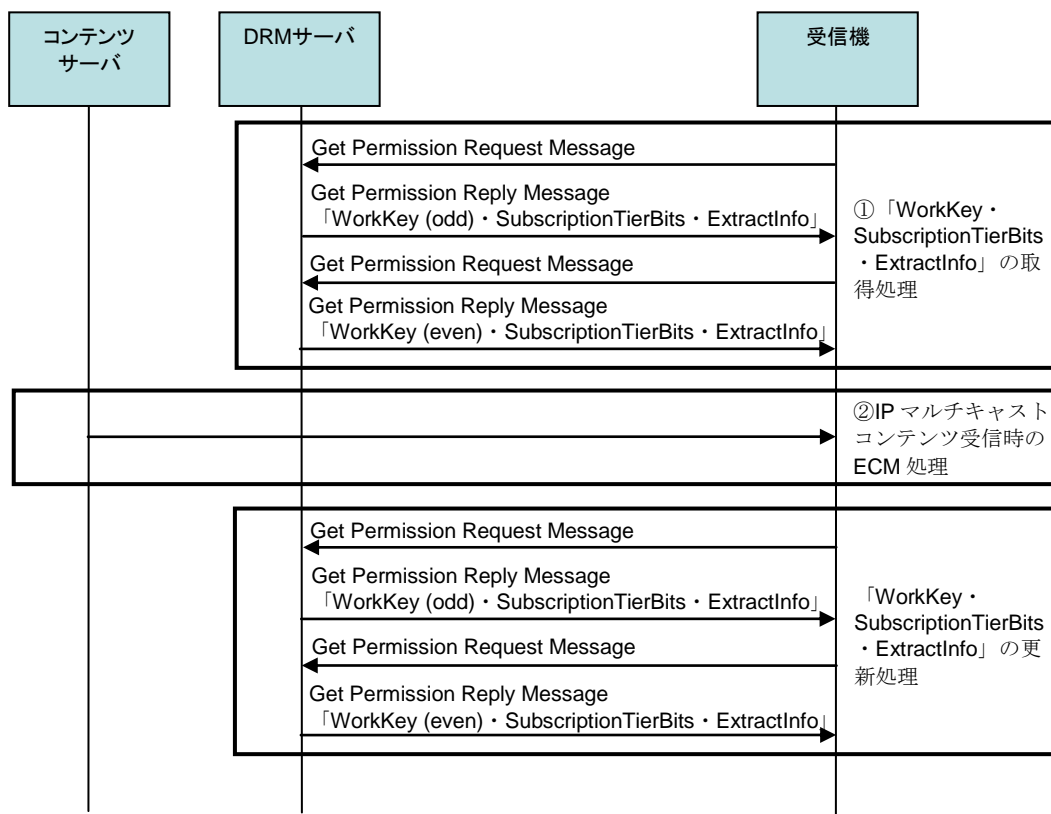 コンテンツ
サーバ
DRMサーバ
受信機
Get Permission Request Message
Get Permission Reply Message
「WorkKey (odd)・SubscriptionTierBits・ExtractInfo」
Get Permission Request Message
Get Permission Reply Message
「WorkKey (even)・SubscriptionTierBits・ExtractInfo」
①「WorkKey・
SubscriptionTierBits
・ExtractInfo」の取
得処理
②IP マルチキャスト
コンテンツ受信時の
ECM 処理
Get Permission Request Message
Get Permission Reply Message
「WorkKey (odd)・SubscriptionTierBits・ExtractInfo」
Get Permission Request Message
Get Permission Reply Message
「WorkKey (even)・SubscriptionTierBits・ExtractInfo」
「WorkKey・
SubscriptionTierBits
・ExtractInfo」の更
新処理